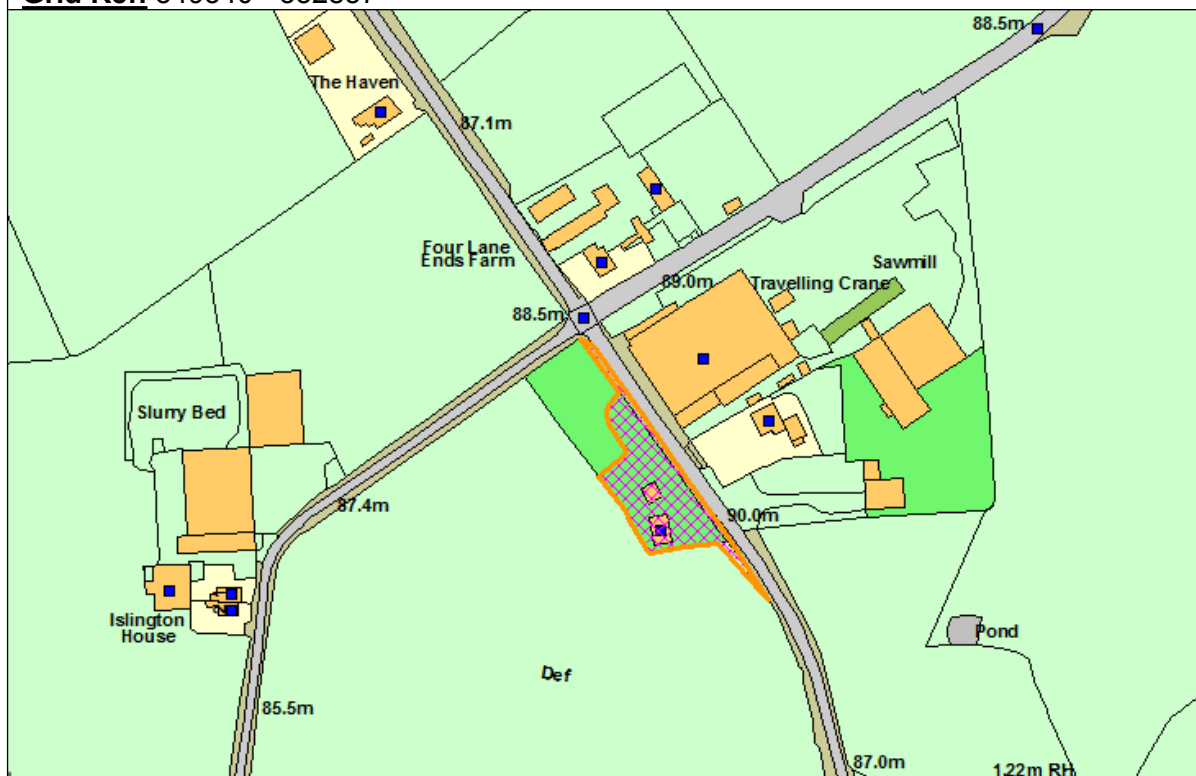 88.5m
The Haven
87.1m
Four Lane
Ends Farm
Sawmill
89.0m
Travelling Crane
88.5m
Slurry Bed
87.4m
90.0m
Islington
House
2
Pond
Def
85.5m
87.0m
1.22m RH